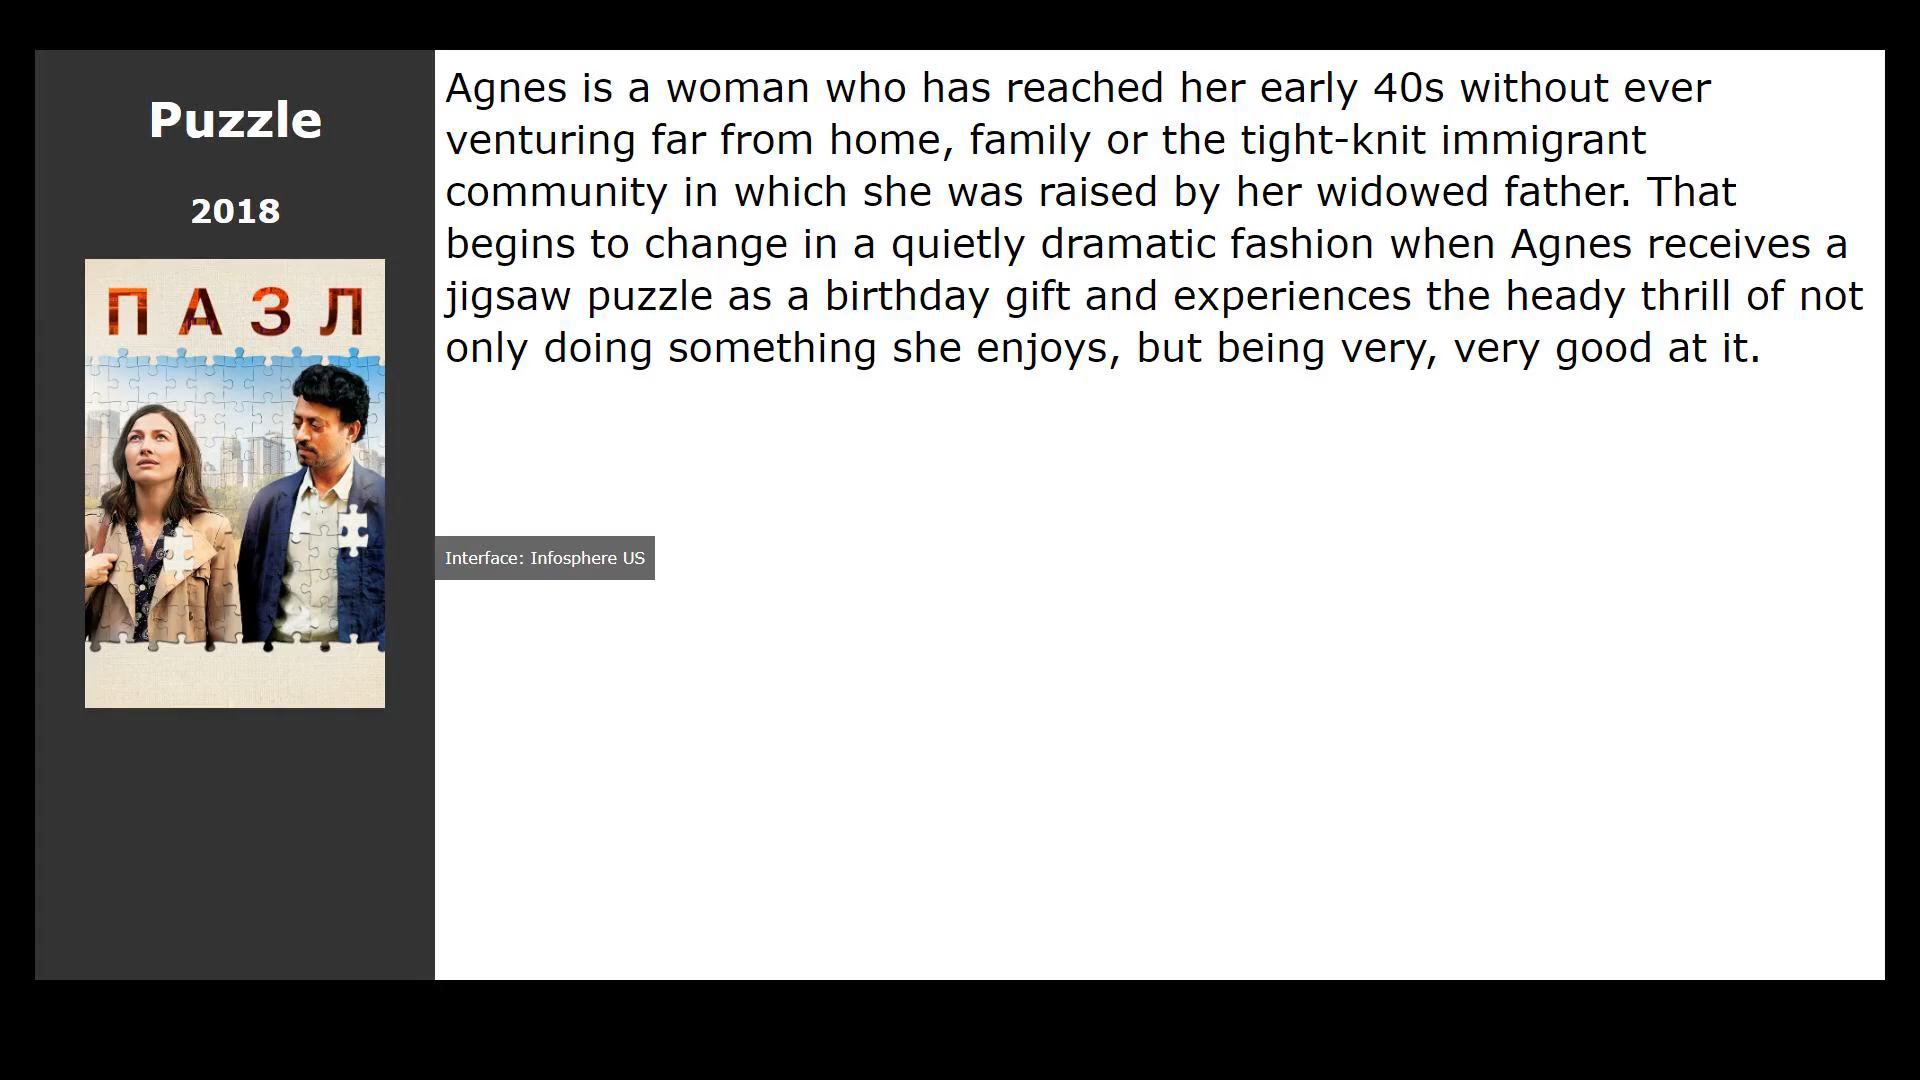 Puzzle
2018
ПАЗЛ
Agnes is a woman who has reached her early 40s without ever
venturing far from home, family or the tight-knit immigrant
community in which she was raised by her widowed father. That
begins to change in a quietly dramatic fashion when Agnes receives a
jigsaw puzzle as a birthday gift and experiences the heady thrill of not
only doing something she enjoys, but being very, very good at it.
Interface: Infosphere US